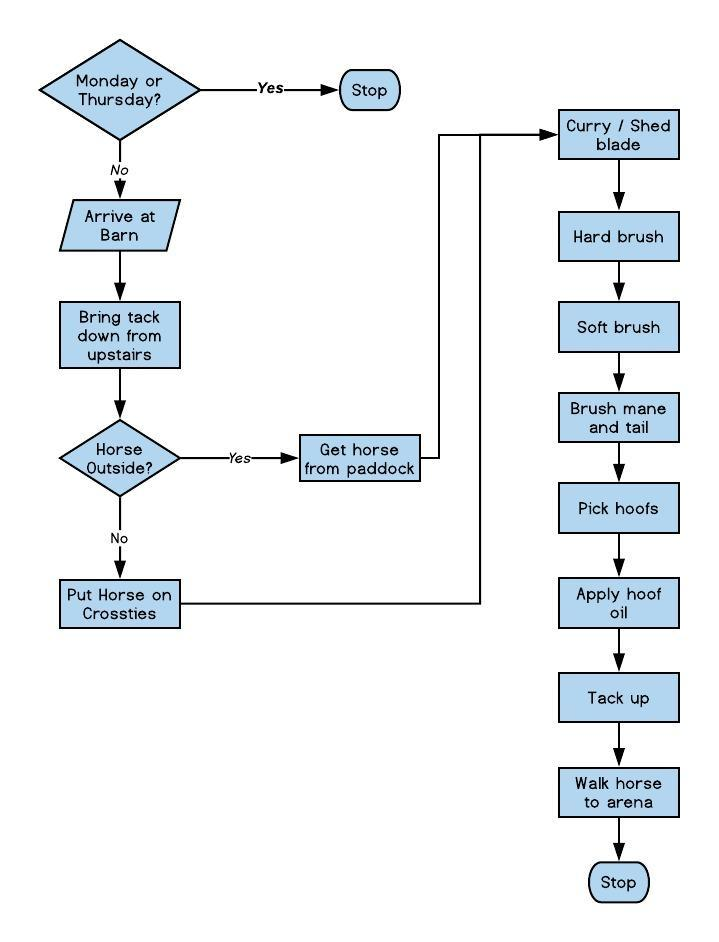 Monday or
Thursday?
Yes
Stop
No
Arrive at
Barn
Bring tack
down from
upstairs
Horse
Outside?
Yes
Get horse
from paddock
No
Put Horse on
Crossties
Curry / Shed
blade
Hard brush
Soft brush
Brush mane
and tail
Pick hoofs
Apply hoof
oil
Tack up
Walk horse
to arena
Stop